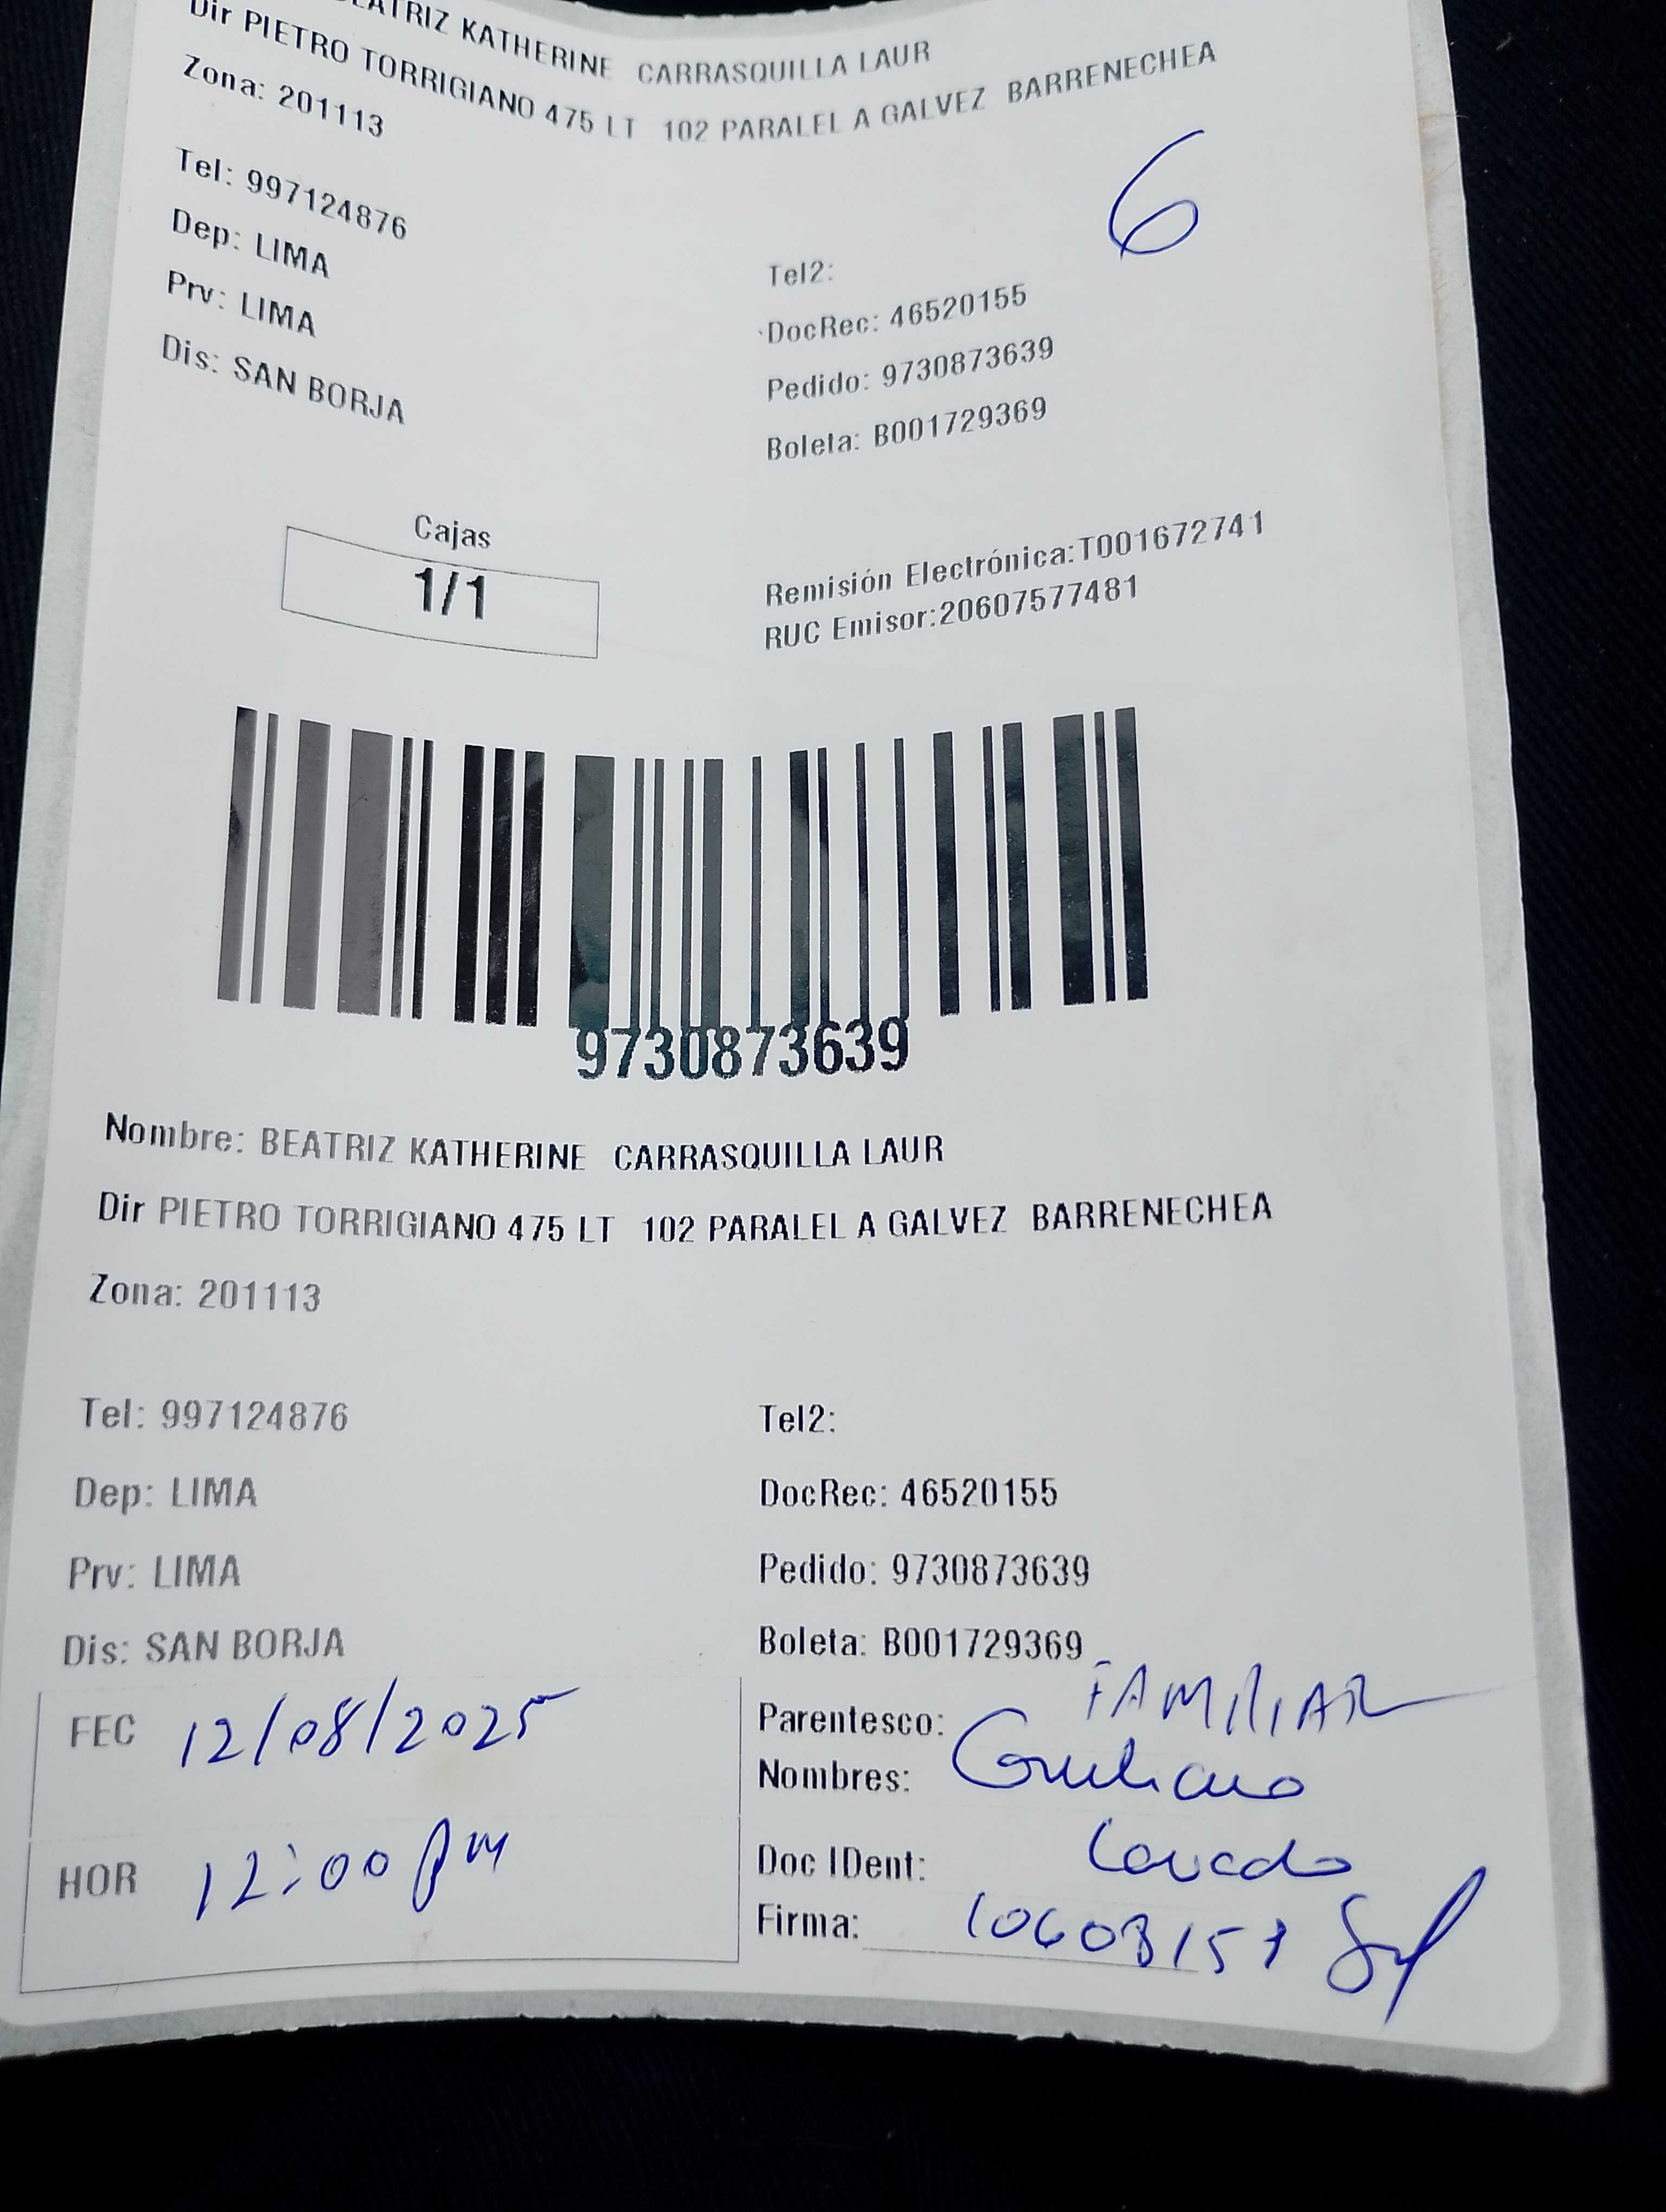 BEATRIZ KATHERINE CARRASQUILLA LAUR
Dir PIETRO TORRIGIANO 475 LT 102 PARALEL A GALVEZ BARRENECHEA
Zona: 201113
6
Tel: 997124876
Tel2:
Dep: LIMA
DocRec: 46520155
Prv: LIMA
Pedido: 9730873639
Dis: SAN BORJA
Boleta: B001729369
Cajas
1/1
Remisión Electrónica:T001672741
RUC Emisor:20607577481
9730873639
Nombre: BEATRIZ KATHERINE CARRASQUILLA LAUR
Dir PIETRO TORRIGIANO 475 LT 102 PARALEL A GALVEZ BARRENECHEA
Zona: 201113
Tel: 997124876
Tel2:
Dep: LIMA
DocRec: 46520155
Prv: LIMA
Pedido: 9730873639
Dis: SAN BORJA
Boleta: B001729369
FEC 12/08/2025
Parentesco: FAMILIAR
Nombres:
HOR 12:00 pm
Doc IDent:
Firma: